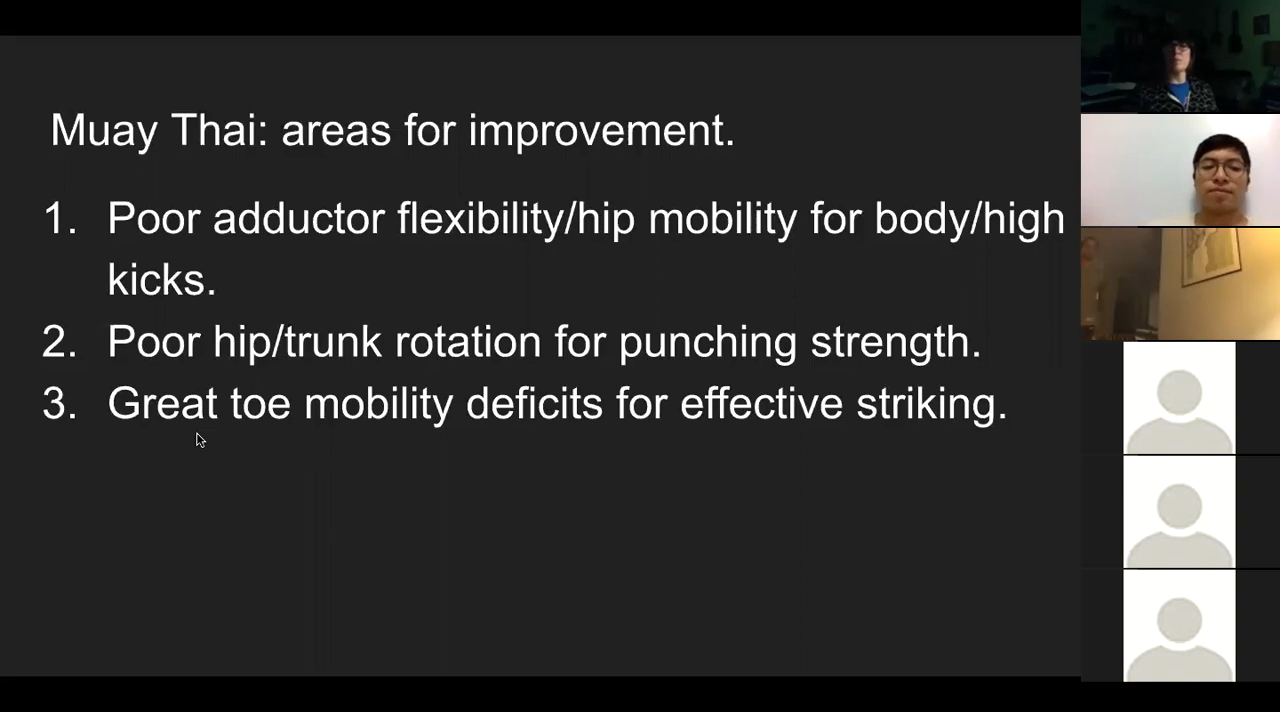 Muay Thai: areas for improvement.
1. Poor adductor flexibility/hip mobility for body/high
kicks.
2. Poor hip/trunk rotation for punching strength.
3. Great toe mobility deficits for effective striking.